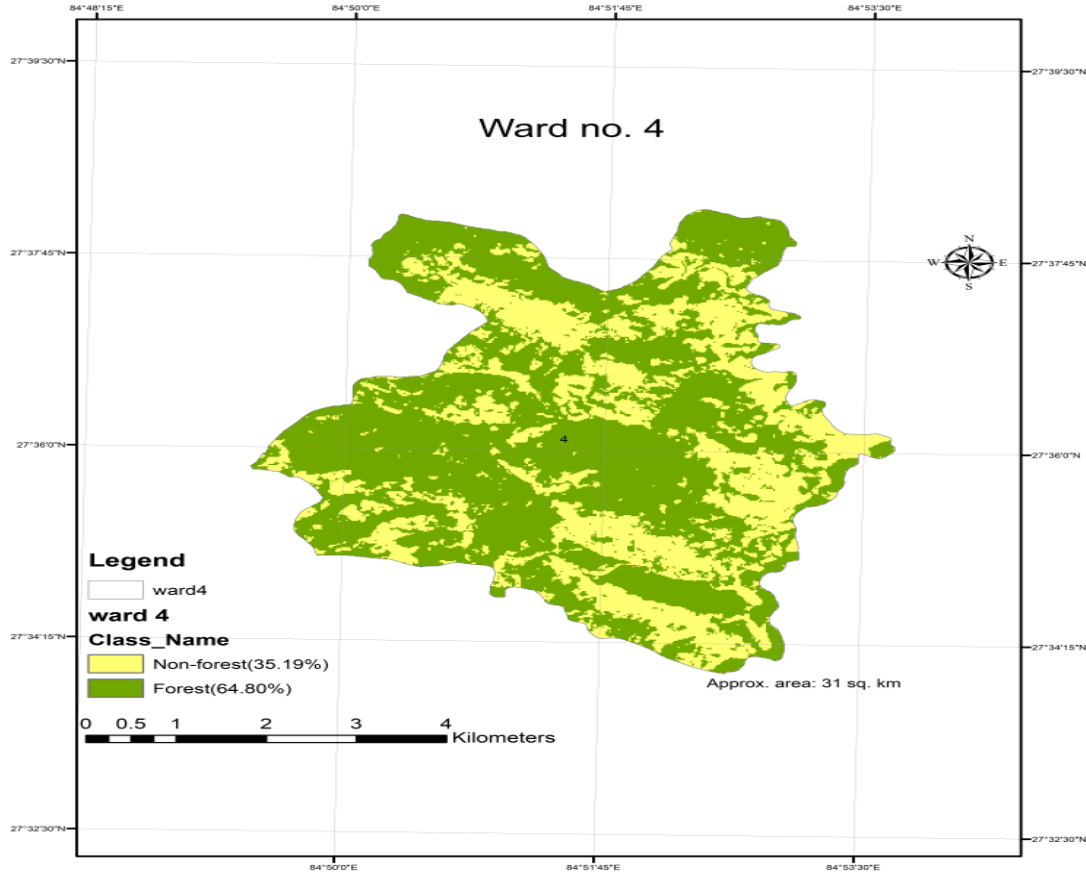 84°48'15"E 84°50'0"E 84°51'45"E 84°53'30"E
27°39'30"N 27°39'30"N
Ward no. 4
27°37'45"N 27°37'45"N
N
W E
S
27°36'0"N 27°36'0"N
4
Legend
ward4
ward 4
Class_Name
27°34'15"N 27°34'15"N
Non-forest(35.19%)
Forest(64.80%)
Approx. area: 31 sq. km
0 0.5 1 2 3 4
Kilometers
27°32'30"N 27°32'30"N
84°50'0"E 84°51'45"E 84°53'30"E